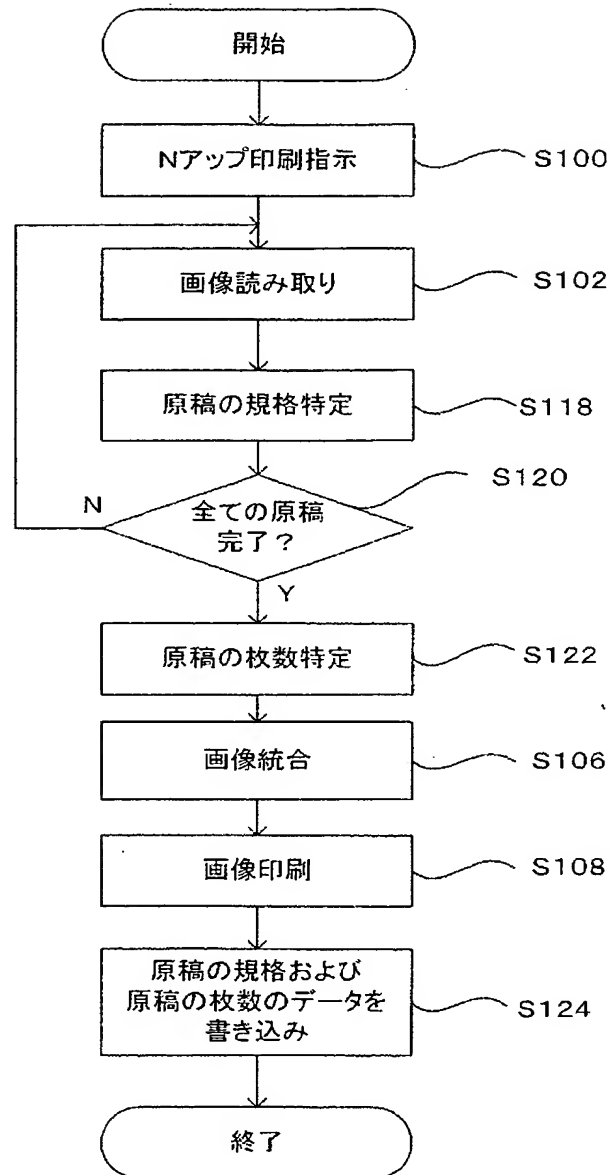 開始
Nアップ印刷指示
S100
画像読み取り
S102
原稿の規格特定
S118
S120
N
全ての原稿
完了?
Y
原稿の枚数特定
S122
画像統合
S106
画像印刷
S108
原稿の規格および
原稿の枚数のデータを
書き込み
S124
終了